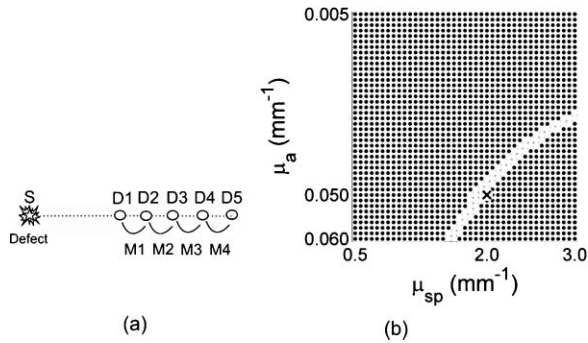 S
Defect
D1 D2 D3 D4 D5
M1 M2 M3 M4
(a)
0.005
0.050
0.060
μa (mm-1)
0.5 2.0 3.0
μsp (mm-1)
(b)